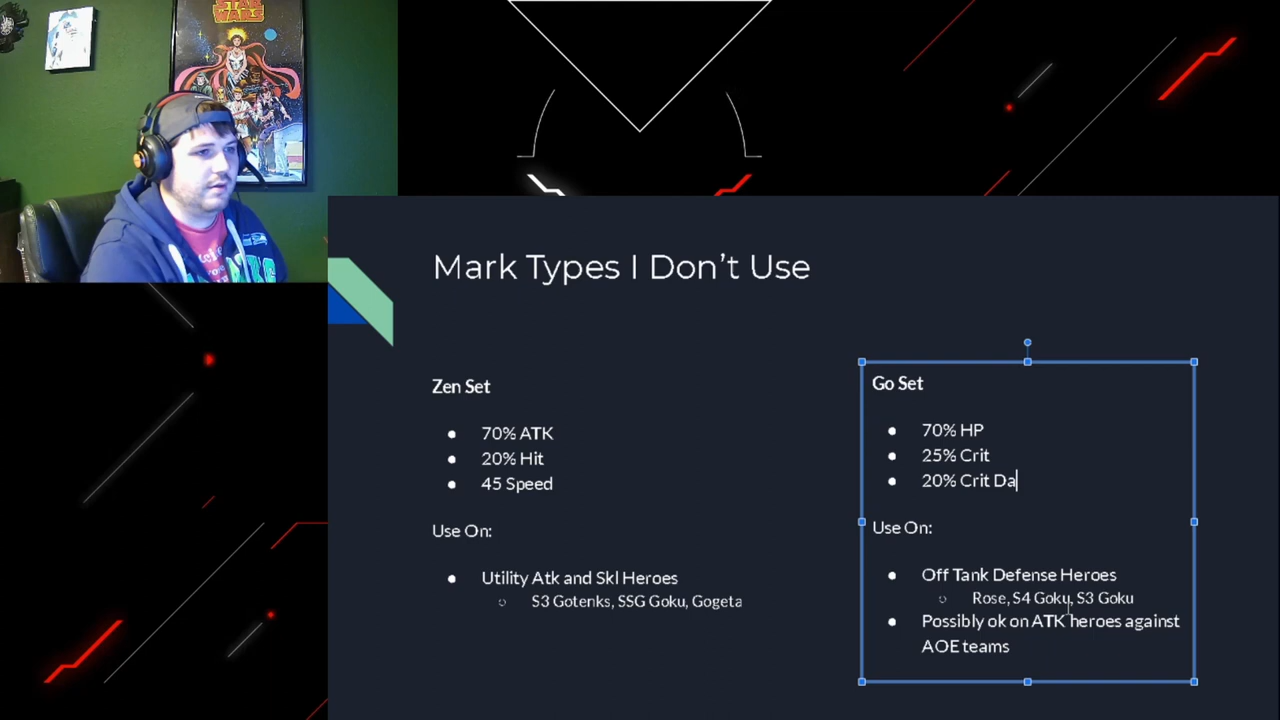 STAR
WARS
Mark Types I Don't Use
Zen Set
70% ATK
20% Hit
45 Speed
Use On:
Utility Atk and Skl Heroes
S3 Gotenks, SSG Goku, Gogeta
Go Set
70% HP
25% Crit
20% Crit Da
Use On:
Off Tank Defense Heroes
Rose, S4 Goku, S3 Goku
Possibly ok on ATK heroes against
AOE teams